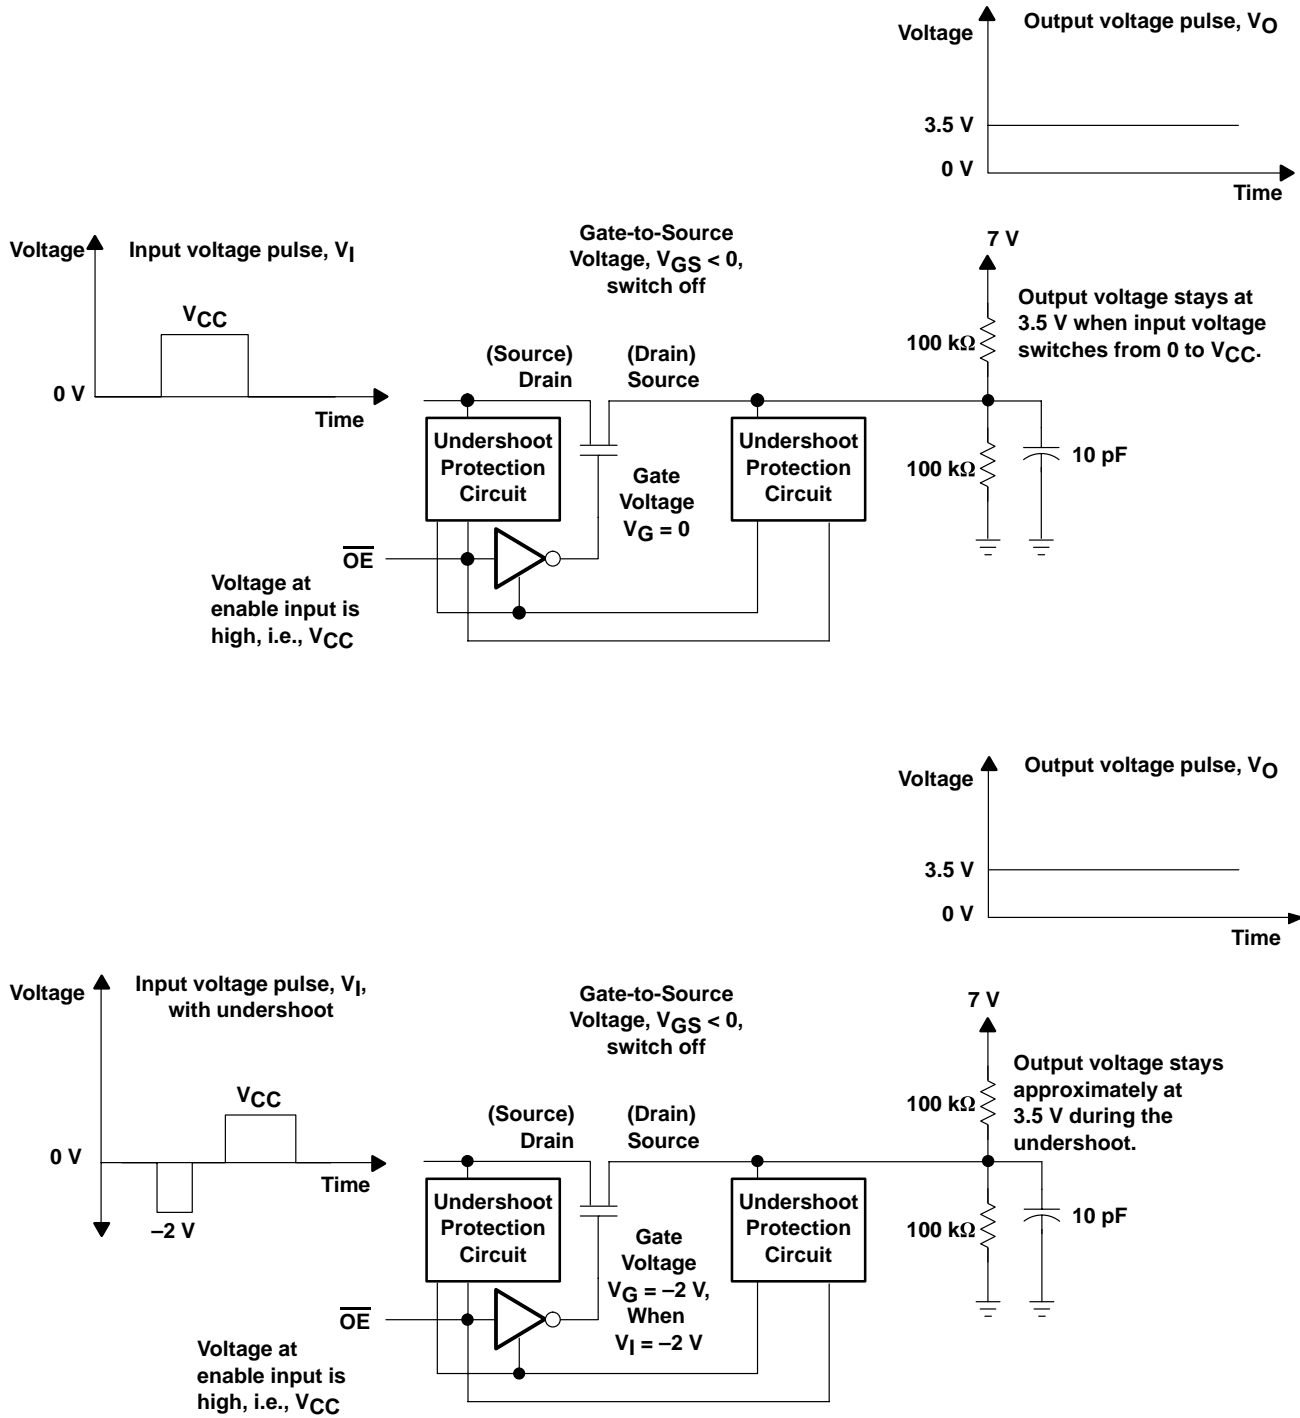 Voltage
Output voltage pulse, VO
3.5 V
0 V
Time
Voltage
Input voltage pulse, VI
VCC
0 V
Time
Gate-to-Source
Voltage, VGS < 0,
switch off
7 V
Output voltage stays at
3.5 V when input voltage
switches from 0 to VCC.
100 kΩ
(Source)
Drain
(Drain)
Source
Undershoot
Protection
Circuit
Gate
Voltage
VG = 0
Undershoot
Protection
Circuit
100 kΩ
10 pF
OE
Voltage at
enable input is
high, i.e., VCC
Voltage
Output voltage pulse, VO
3.5 V
0 V
Time
Voltage
Input voltage pulse, VI,
with undershoot
VCC
0 V
Time
–2 V
Gate-to-Source
Voltage, VGS < 0,
switch off
7 V
Output voltage stays
approximately at
3.5 V during the
undershoot.
100 kΩ
(Source)
Drain
(Drain)
Source
Undershoot
Protection
Circuit
Gate
Voltage
VG = –2 V,
When
VI = –2 V
Undershoot
Protection
Circuit
100 kΩ
10 pF
OE
Voltage at
enable input is
high, i.e., VCC